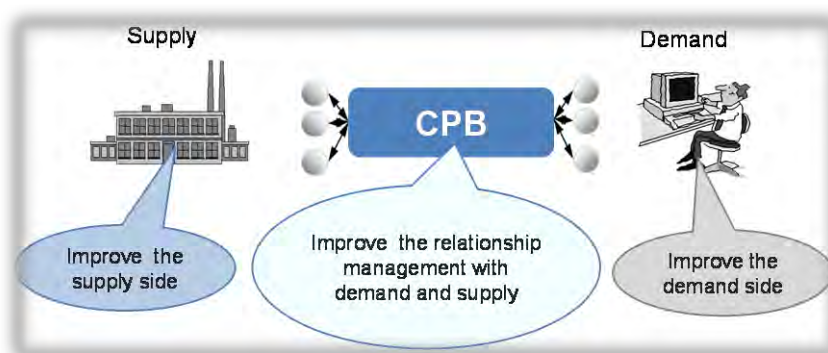 Supply
Demand
CPB
Improve the
supply side
Improve the relationship
management with
demand and supply
Improve the
demand side